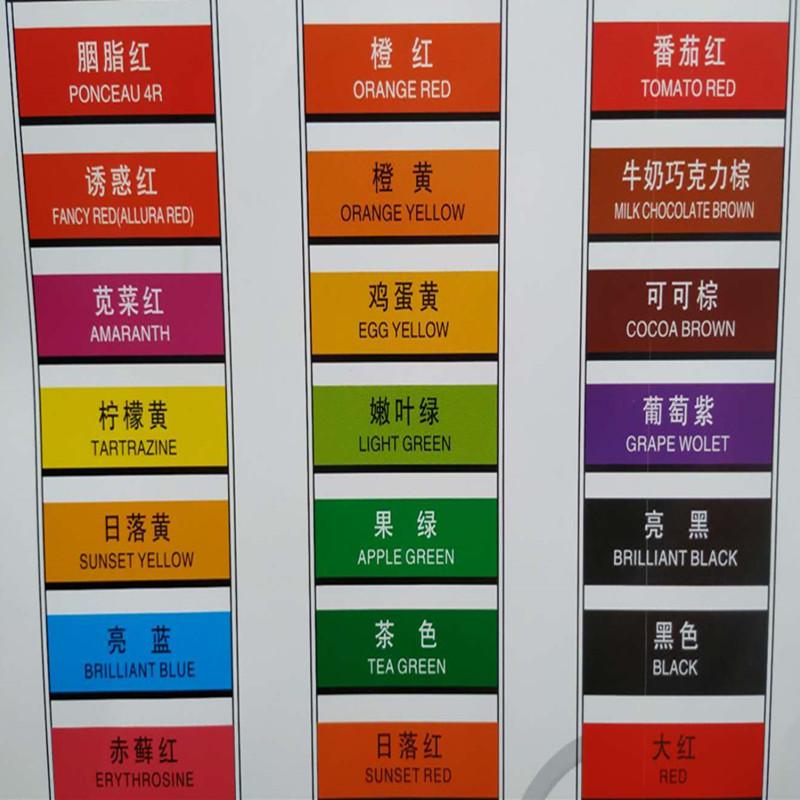 胭脂红
PONCEAU 4R
诱惑红
FANCY RED(ALLURA RED)
苋菜红
AMARANTH
柠檬黄
TARTRAZINE
日落黄
SUNSET YELLOW
亮 蓝
BRILLIANT BLUE
赤藓红
ERYTHROSINE
橙 红
ORANGE RED
橙 黄
ORANGE YELLOW
鸡蛋黄
EGG YELLOW
嫩叶绿
LIGHT GREEN
果 绿
APPLE GREEN
茶 色
TEA GREEN
日落红
SUNSET RED
番茄红
TOMATO RED
牛奶巧克力棕
MILK CHOCOLATE BROWN
可可棕
COCOA BROWN
葡萄紫
GRAPE WOLET
亮 黑
BRILLIANT BLACK
黑色
BLACK
大红
RED